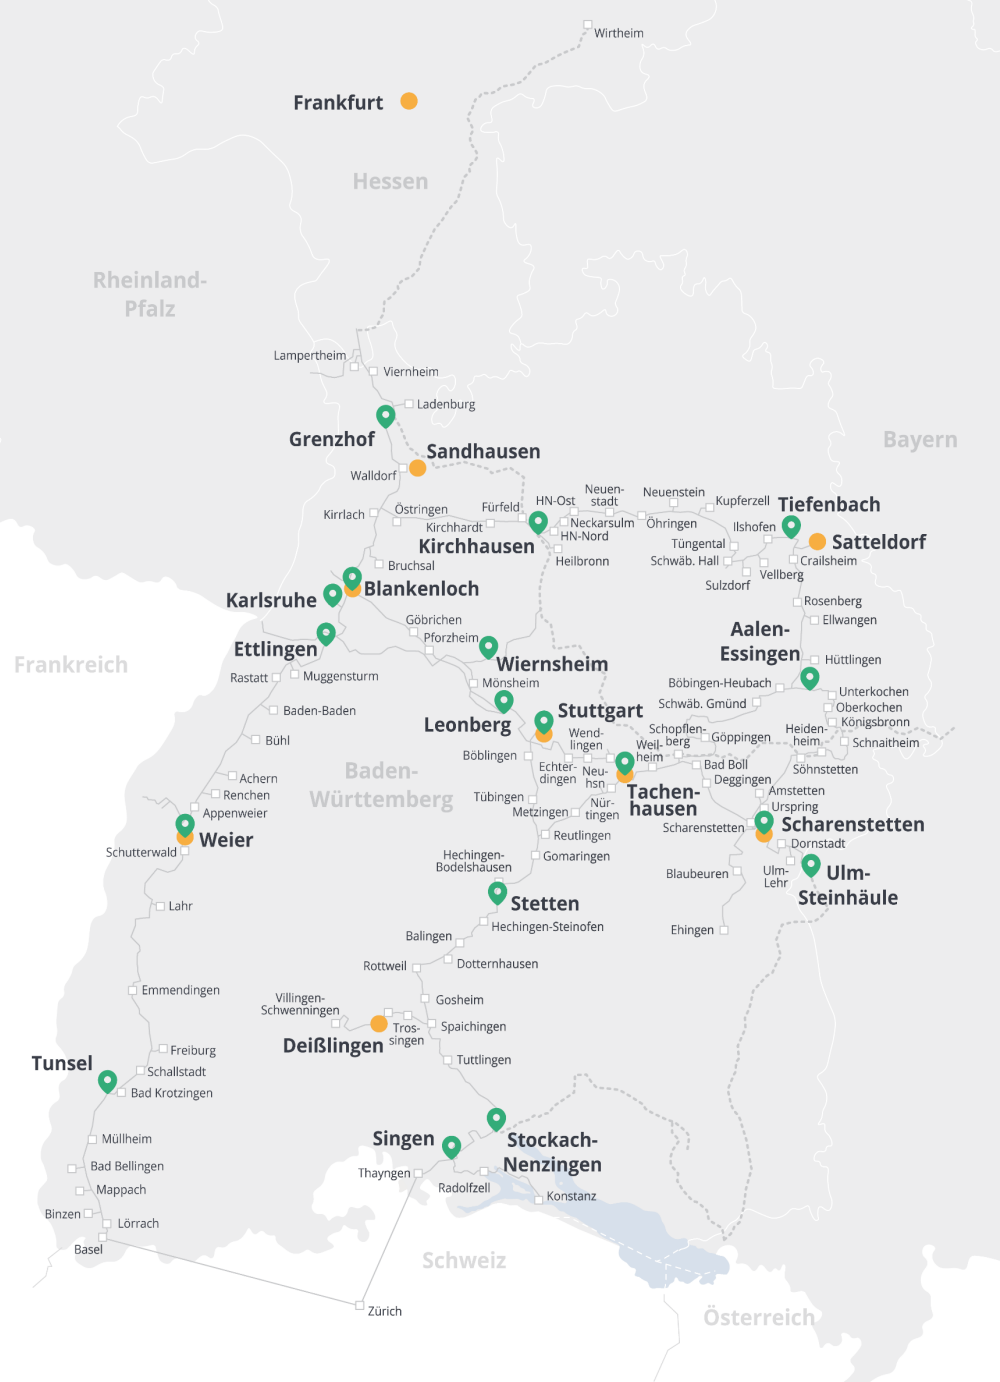 Wirtheim
Frankfurt
Hessen
Rheinland-
Pfalz
Lampertheim
Viernheim
Ladenburg
Grenzhof
Bayern
Sandhausen
Walldorf
Kirrlach
Östringen
Kirchhardt
Fürfeld
HN-Ost
Neuen-
stadt
Neuenstein
Kupferzell
Tiefenbach
Neckarsulm
Öhringen
HN-Nord
Ilshofen
Satteldorf
Kirchhausen
Heilbronn
Tüngental
Schwäb. Hall
Crailsheim
Vellberg
Sulzdorf
Bruchsal
Blankenloch
Karlsruhe
Rosenberg
Ellwangen
Göbrichen
Pforzheim
Ettlingen
Aalen-
Essingen
Wiernsheim
Hüttlingen
Frankreich
Rastatt
Muggensturm
Mönsheim
Böbingen-Heubach
Unterkochen
Schwäb. Gmünd
Oberkochen
Königsbronn
Baden-Baden
Leonberg
Stuttgart
Bühl
Wend-
lingen
Weil-
heim
Schopflen-
berg
Göppingen
Heiden-
heim
Schnaitheim
Böblingen
Echter-
dingen
Neu-
hsn
Bad Boll
Söhnstetten
Baden-
Württemberg
Achern
Renchen
Appenweier
Deggingen
Tachen-
hausen
Amstetten
Urspring
Tübingen
Metzingen
Nür-
tingen
Scharenstetten
Scharenstetten
Weier
Reutlingen
Dornstadt
Schutterwald
Hechingen-
Bodelshausen
Gomaringen
Blaubeuren
Ulm-
Lehr
Ulm-
Steinhäule
Stetten
Lahr
Hechingen-Steinofen
Ehingen
Balingen
Rottweil
Dotternhausen
Emmendingen
Gosheim
Villingen-
Schwenningen
Deißlingen
Tros-
singen
Spaichingen
Freiburg
Tunsel
Schallstadt
Tuttlingen
Bad Krotzingen
Müllheim
Singen
Stockach-
Nenzingen
Bad Bellingen
Thayngen
Mappach
Radolfzell
Konstanz
Binzen
Lörrach
Basel
Schweiz
Zürich
Österreich